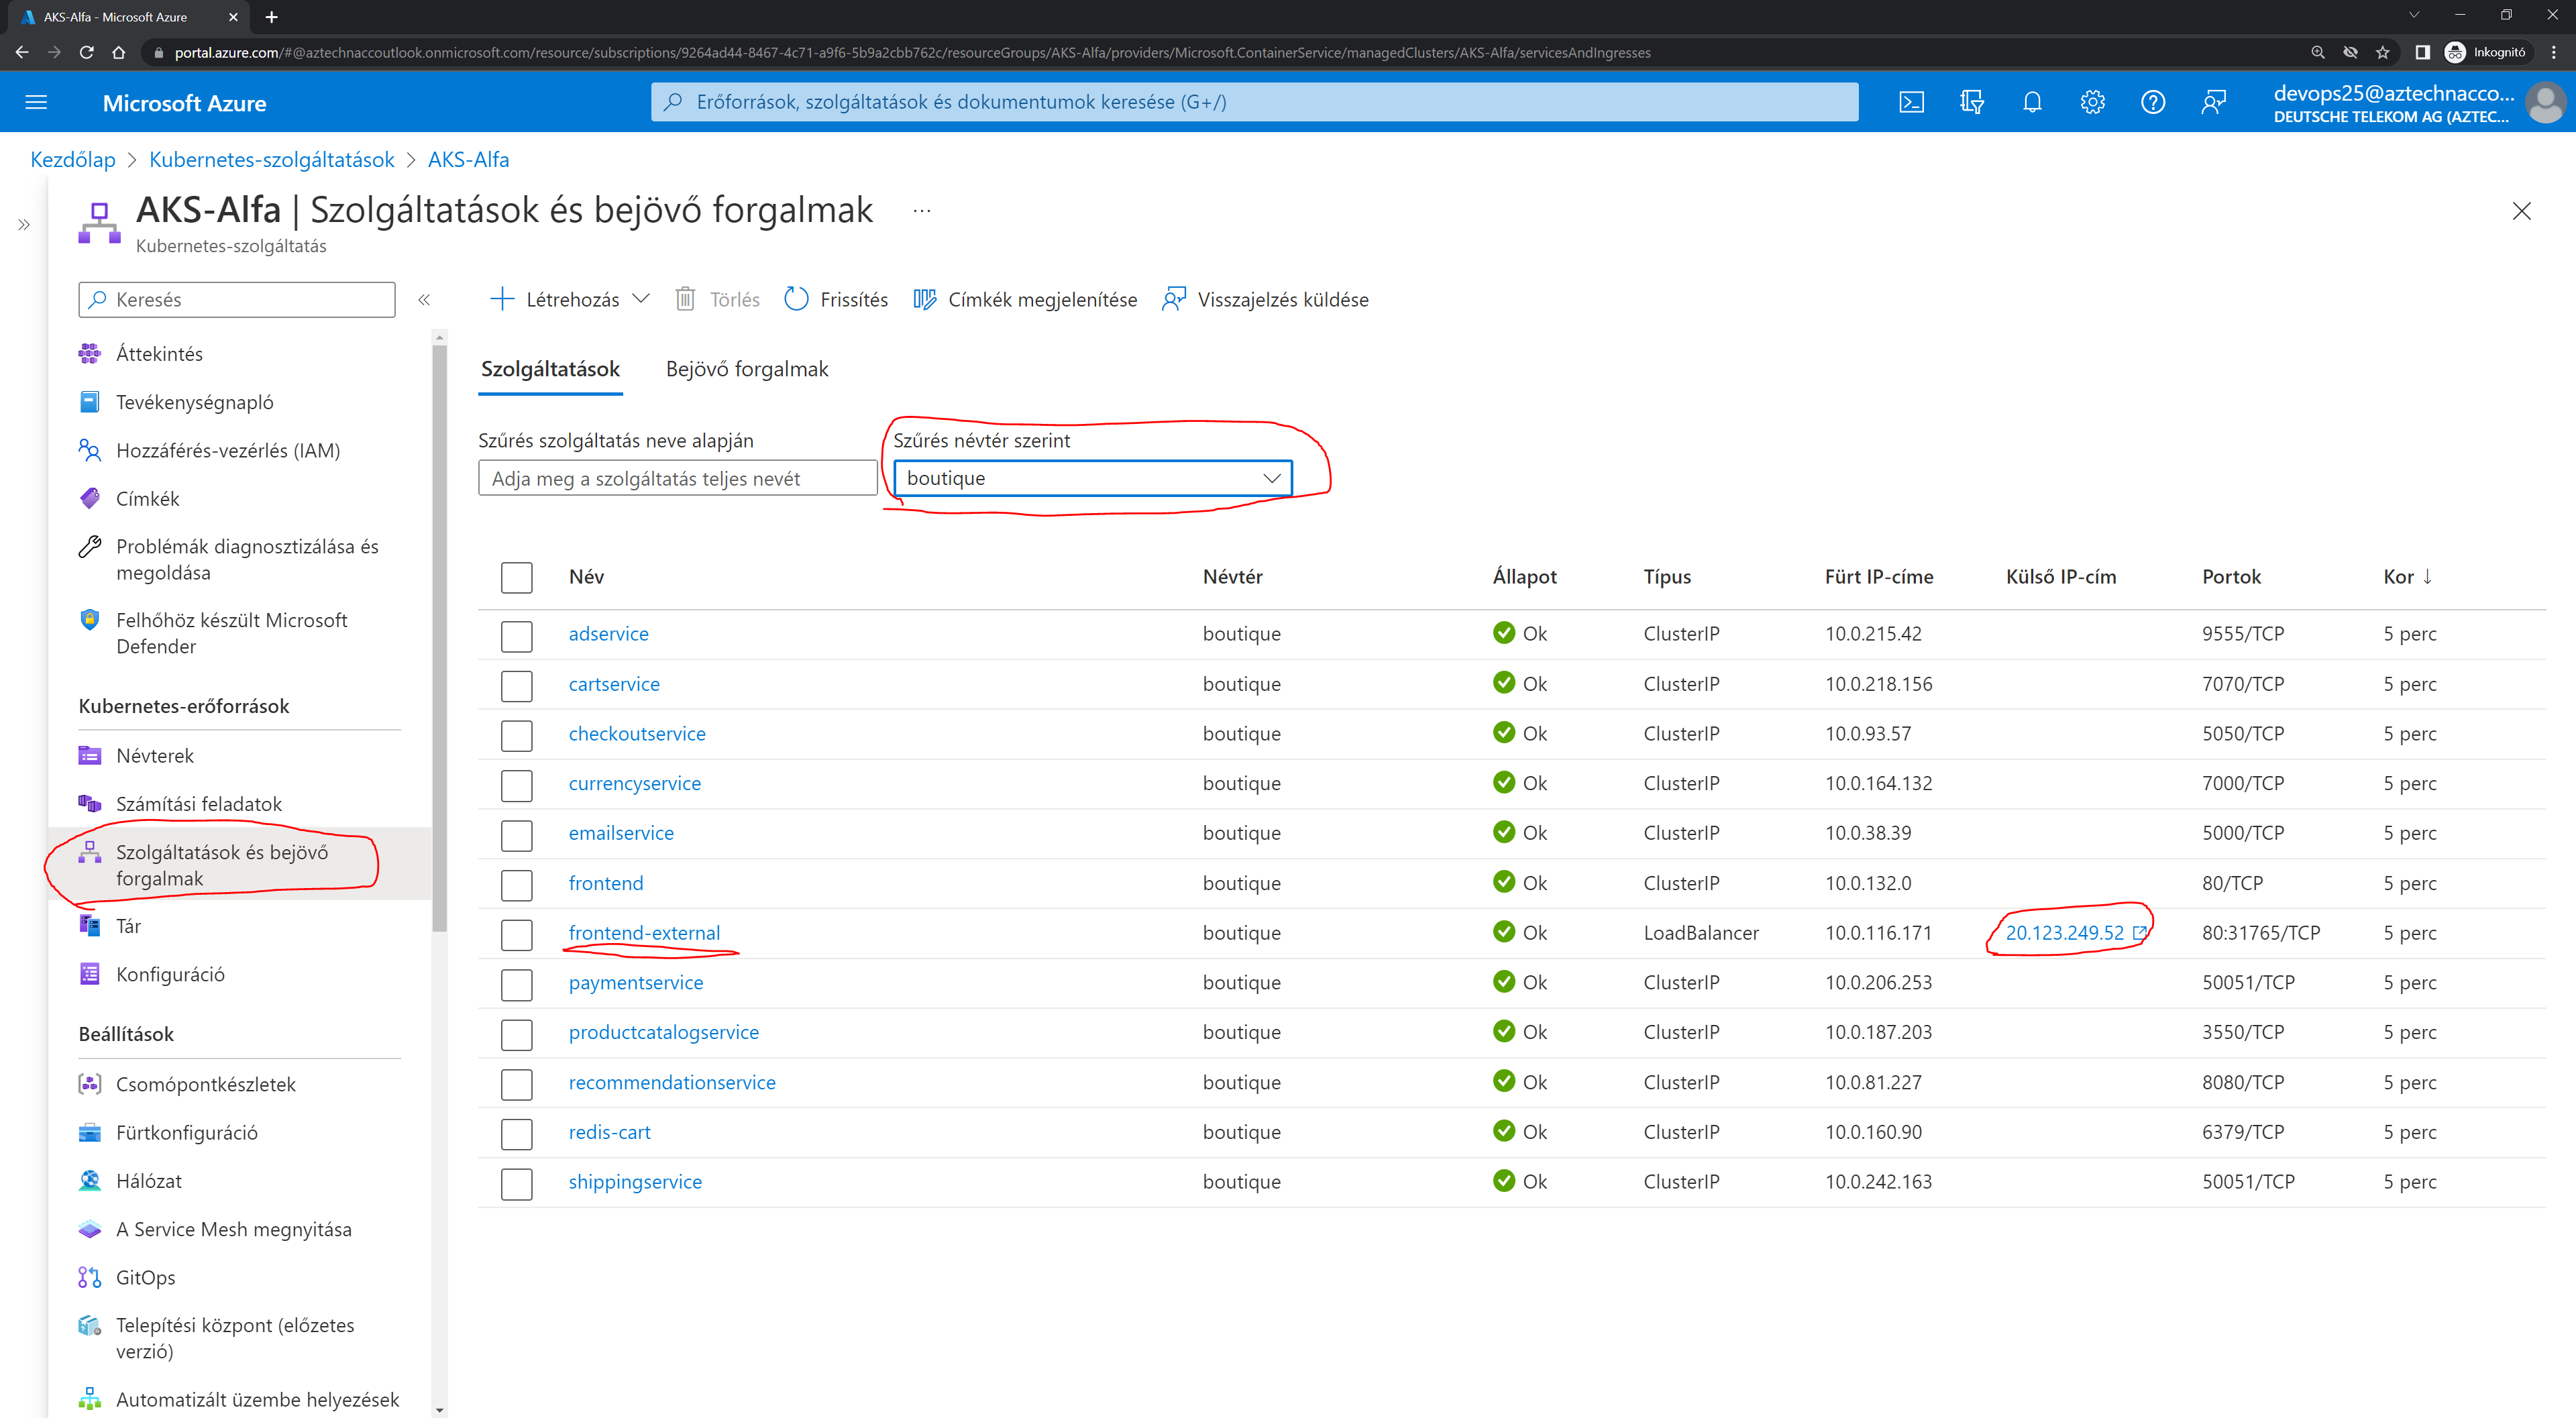 AKS-Alfa - Microsoft Azure
portal.azure.com/#@aztechnaccoutlook.onmicrosoft.com/resource/subscriptions/9264ad44-8467-4c71-a9f6-5b9a2cbb762c/resourceGroups/AKS-Alfa/providers/Microsoft.ContainerService/managedClusters/AKS-Alfa/servicesAndIngresses
Inkognitó
Microsoft Azure
Erőforrások, szolgáltatások és dokumentumok keresése (G+/)
devops25@aztechnacco...
DEUTSCHE TELEKOM AG (AZTEC...
Kezdőlap > Kubernetes-szolgáltatások > AKS-Alfa
AKS-Alfa | Szolgáltatások és bejövő forgalmak ...
Kubernetes-szolgáltatás
Keresés
Áttekintés
Tevékenységnapló
Hozzáférés-vezérlés (IAM)
Címkék
Problémák diagnosztizálása és
megoldása
Felhőhöz készült Microsoft
Defender
Kubernetes-erőforrások
Névterek
Számítási feladatok
Szolgáltatások és bejövő
forgalmak
Tár
Konfiguráció
Beállítások
Csomópontkészletek
Fürtkonfiguráció
Hálózat
A Service Mesh megnyitása
GitOps
Telepítési központ (előzetes
verzió)
Automatizált üzembe helyezések
Létrehozás Törlés Frissítés Címkék megjelenítése Visszajelzés küldése
Szolgáltatások Bejövő forgalmak
Szűrés szolgáltatás neve alapján
Adja meg a szolgáltatás teljes nevét
Szűrés névtér szerint
boutique
Név Névtér Állapot Típus Fürt IP-címe Külső IP-cím Portok Kor ↓
adservice boutique Ok ClusterIP 10.0.215.42 9555/TCP 5 perc
cartservice boutique Ok ClusterIP 10.0.218.156 7070/TCP 5 perc
checkoutservice boutique Ok ClusterIP 10.0.93.57 5050/TCP 5 perc
currencyservice boutique Ok ClusterIP 10.0.164.132 7000/TCP 5 perc
emailservice boutique Ok ClusterIP 10.0.38.39 5000/TCP 5 perc
frontend boutique Ok ClusterIP 10.0.132.0 80/TCP 5 perc
frontend-external boutique Ok LoadBalancer 10.0.116.171 20.123.249.52 80:31765/TCP 5 perc
paymentservice boutique Ok ClusterIP 10.0.206.253 50051/TCP 5 perc
productcatalogservice boutique Ok ClusterIP 10.0.187.203 3550/TCP 5 perc
recommendationservice boutique Ok ClusterIP 10.0.81.227 8080/TCP 5 perc
redis-cart boutique Ok ClusterIP 10.0.160.90 6379/TCP 5 perc
shippingservice boutique Ok ClusterIP 10.0.242.163 50051/TCP 5 perc